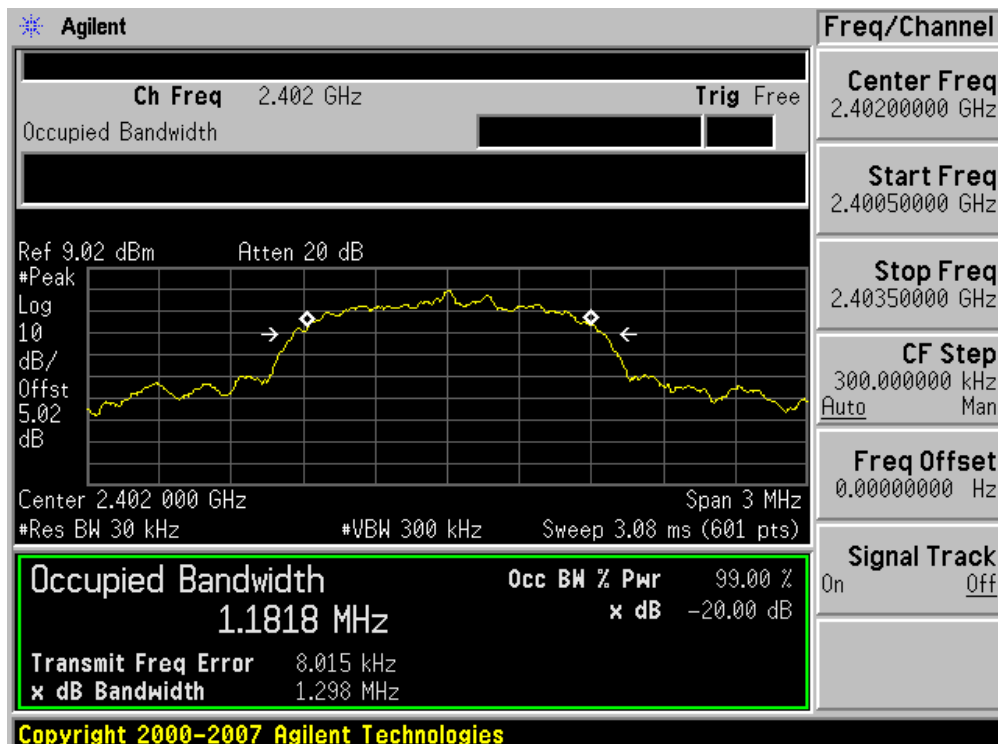 Agilent
Freq/Channel
Ch Freq 2.402 GHz Trig Free
Occupied Bandwidth
Center Freq
2.40200000 GHz
Start Freq
2.40050000 GHz
Stop Freq
2.40350000 GHz
CF Step
300.000000 kHz
Auto Man
Freq Offset
0.00000000 Hz
Signal Track
On Off
Ref 9.02 dBm Atten 20 dB
#Peak
Log
10
dB/
Offst
5.02
dB
Center 2.402 000 GHz Span 3 MHz
#Res BW 30 kHz #VBW 300 kHz Sweep 3.08 ms (601 pts)
Occupied Bandwidth
1.1818 MHz
Occ BW % Pwr 99.00 %
x dB -20.00 dB
Transmit Freq Error 8.015 kHz
x dB Bandwidth 1.298 MHz
Copyright 2000-2007 Agilent Technologies